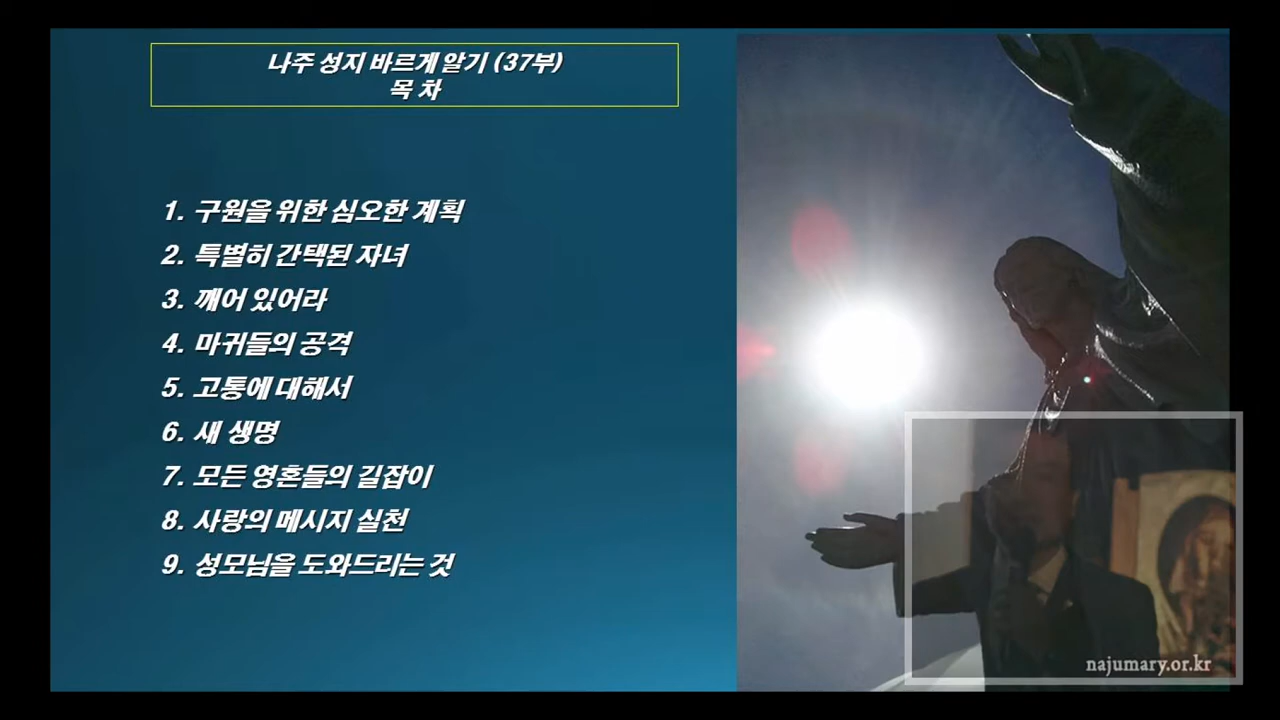 나주 성지 바르게 알기 (37부)
목 차
1. 구원을 위한 심오한 계획
2. 특별히 간택된 자녀
3. 깨어 있어라
4. 마귀들의 공격
5. 고통에 대해서
6. 새 생명
7. 모든 영혼들의 길잡이
8. 사랑의 메시지 실천
9. 성모님을 도와드리는 것
najumary.or.kr